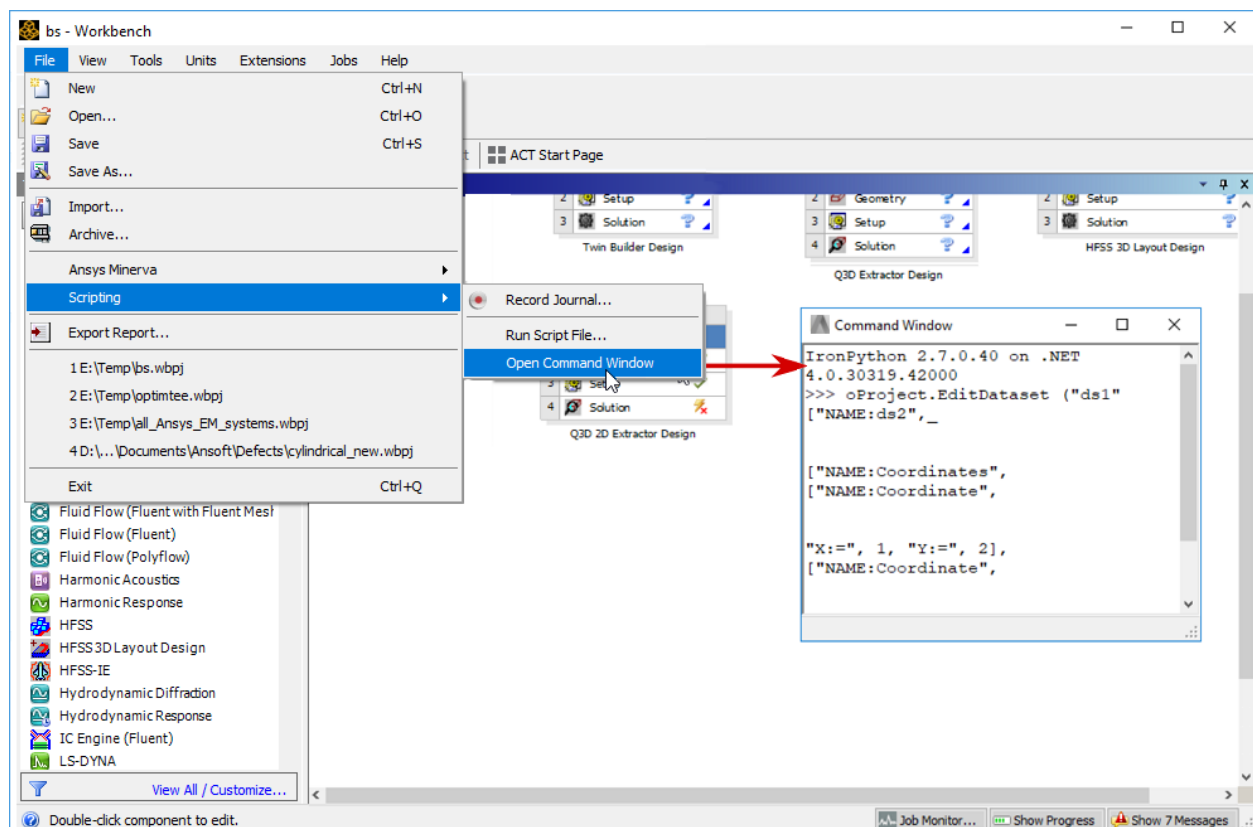 bs - Workbench
File View Tools Units Extensions Jobs Help
New Ctrl+N
Open... Ctrl+O
Save Ctrl+S
Save As...
Import...
Archive...
Ansys Minerva
Scripting
Export Report...
1 E:\Temp\bs.wbpj
2 E:\Temp\optimtee.wbpj
3 E:\Temp\all_Ansys_EM_systems.wbpj
4 D:\...\Documents\Ansoft\Defects\cylindrical_new.wbpj
Exit Ctrl+Q
Record Journal...
Run Script File...
Open Command Window
ACT Start Page
2 Setup
3 Solution
Twin Builder Design
2 Geometry
3 Setup
4 Solution
Q3D Extractor Design
2 Setup
3 Solution
HFSS 3D Layout Design
3
4 Solution
Q3D 2D Extractor Design
Command Window
IronPython 2.7.0.40 on .NET
4.0.30319.42000
>>> oProject.EditDataset ("ds1"
["NAME:ds2",_
["NAME:Coordinates",
["NAME:Coordinate",
"X:=", 1, "Y:=", 2],
["NAME:Coordinate",
Fluid Flow (Fluent with Fluent Mesh
Fluid Flow (Fluent)
Fluid Flow (Polyflow)
Harmonic Acoustics
Harmonic Response
HFSS
HFSS 3D Layout Design
HFSS-IE
Hydrodynamic Diffraction
Hydrodynamic Response
IC Engine (Fluent)
LS-DYNA
View All / Customize...
Double-click component to edit.
Job Monitor... Show Progress Show 7 Messages